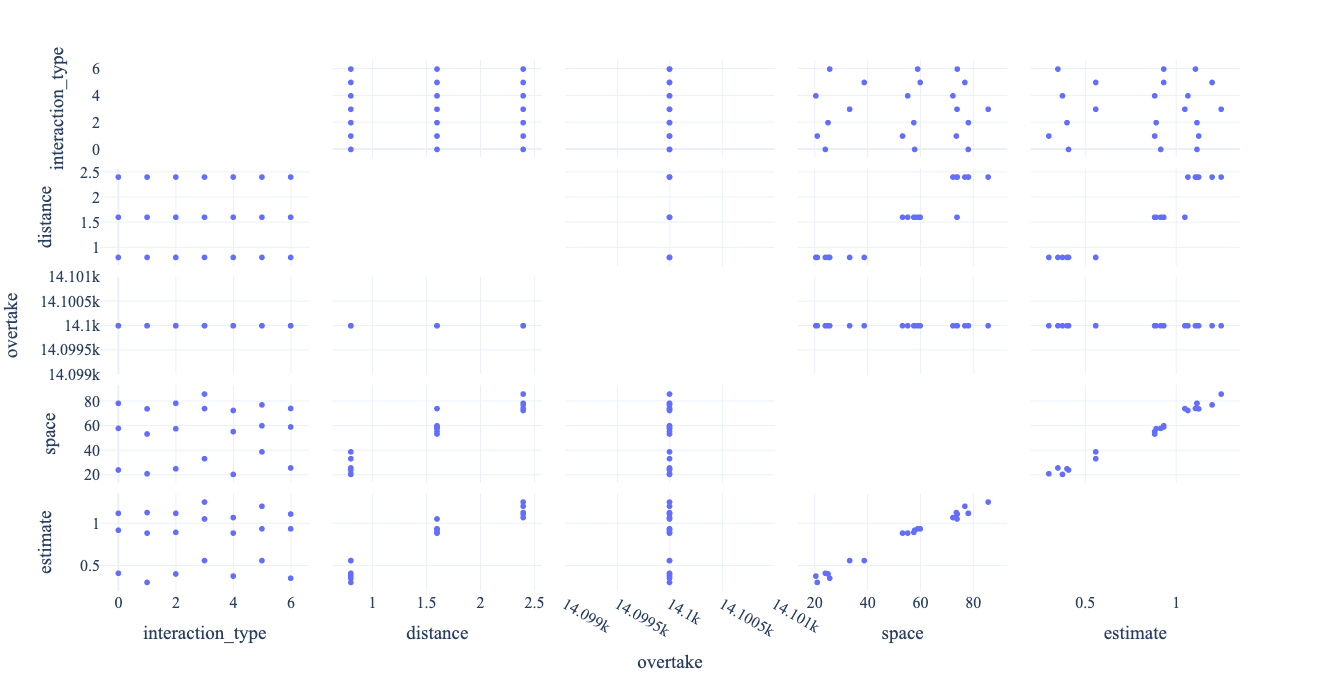 interaction_type
6
4
2
0
distance
2.5
2
1.5
1
overtake
14.101k
14.1005k
14.1k
14.0995k
14.099k
space
80
60
40
20
estimate
1
0.5
0 2 4 6
1 1.5 2 2.5
14.099k 14.0995k 14.1k 14.1005k 14.101k
20 40 60 80
0.5 1
interaction_type distance space estimate
overtake